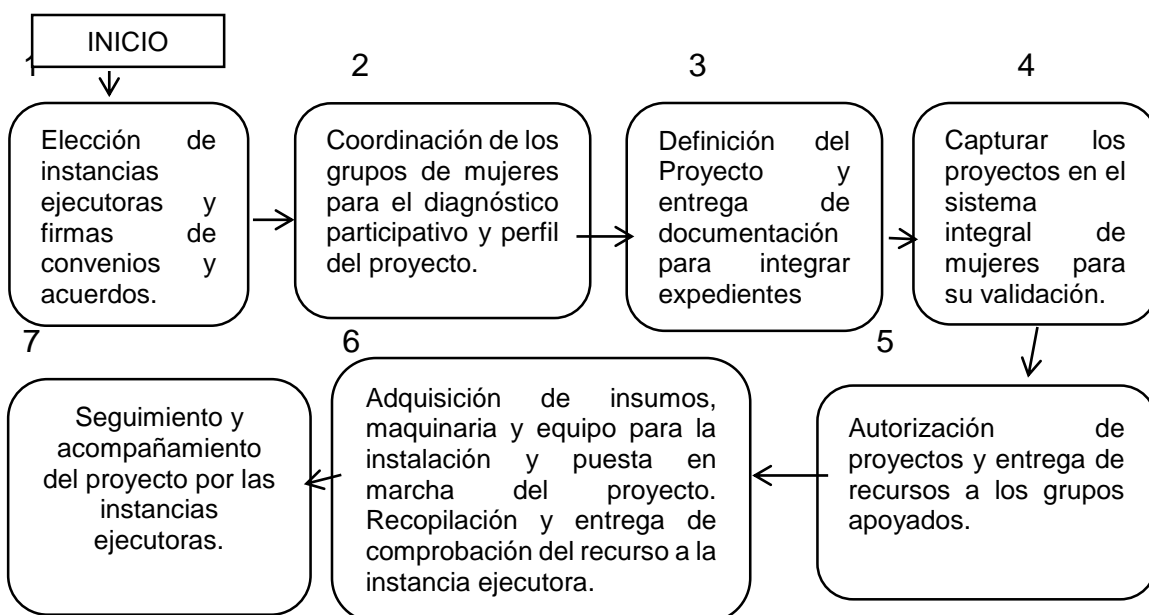 INICIO
1
Elección de
instancias
ejecutoras y
firmas de
convenios y
acuerdos.
2
Coordinación de los
grupos de mujeres
para el diagnóstico
participativo y perfil
del proyecto.
3
Definición del
Proyecto y
entrega de
documentación
para integrar
expedientes
4
Capturar los
proyectos en el
sistema
integral de
mujeres para
su validación.
5
Autorización de
proyectos y entrega de
recursos a los grupos
apoyados.
6
Adquisición de insumos,
maquinaria y equipo para la
instalación y puesta en
marcha del proyecto.
Recopilación y entrega de
comprobación del recurso a la
instancia ejecutora.
7
Seguimiento y
acompañamiento
del proyecto por las
instancias
ejecutoras.